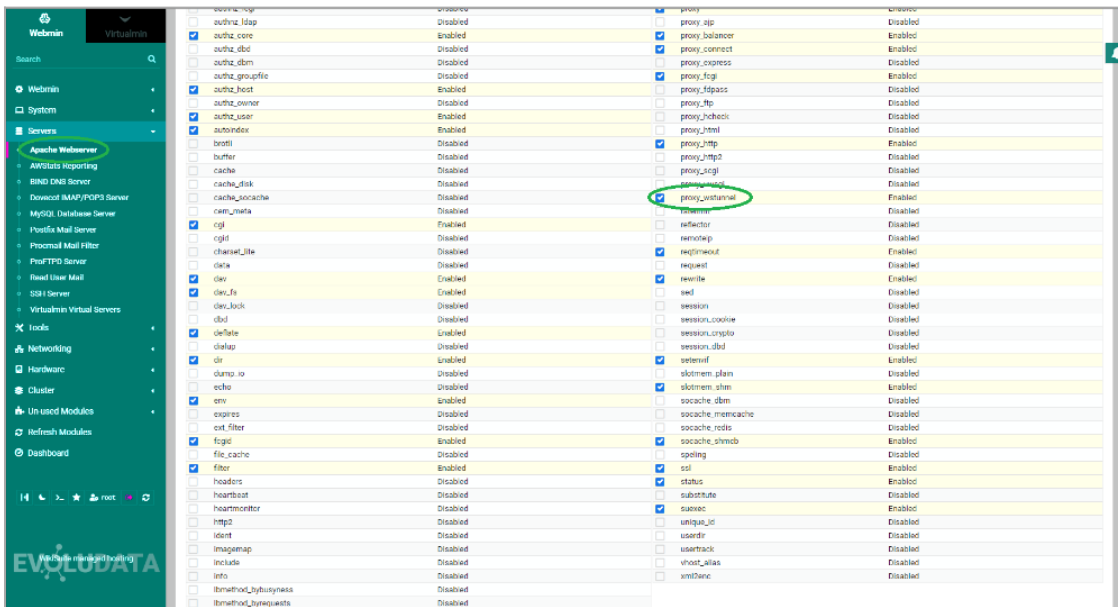 Webmin
Virtualmin
Search
Webmin
System
Servers
Apache Webserver
AWStats Reporting
BIND DNS Server
Dovecot IMAP/POP3 Server
MySQL Database Server
Postfix Mail Server
Procmail Mail Filter
ProFTPD Server
Read User Mail
SSH Server
Virtualmin Virtual Servers
Tools
Networking
Hardware
Cluster
Un-used Modules
Refresh Modules
Dashboard
root
EVOLUDATA
WikiSuite managed hosting
authnz_ldap Disabled
authz_core Enabled
authz_dbd Disabled
authz_dbm Disabled
authz_groupfile Disabled
authz_host Enabled
authz_owner Disabled
authz_user Enabled
autoindex Enabled
brotli Disabled
buffer Disabled
cache Disabled
cache_disk Disabled
cache_socache Disabled
cern_meta Disabled
cgi Enabled
cgid Disabled
charset_lite Disabled
data Disabled
dav Enabled
dav_fs Enabled
dav_lock Disabled
dbd Disabled
deflate Enabled
dialup Disabled
dir Enabled
dump_io Disabled
echo Disabled
env Enabled
expires Disabled
ext_filter Disabled
fcgid Enabled
file_cache Disabled
filter Enabled
headers Disabled
heartbeat Disabled
heartmonitor Disabled
http2 Disabled
ident Disabled
imagemap Disabled
include Disabled
info Disabled
lbmethod_bybusyness Disabled
lbmethod_byrequests Disabled
proxy Enabled
proxy_ajp Disabled
proxy_balancer Enabled
proxy_connect Enabled
proxy_express Disabled
proxy_fcgi Enabled
proxy_fdpass Disabled
proxy_ftp Disabled
proxy_hcheck Disabled
proxy_html Disabled
proxy_http Enabled
proxy_http2 Disabled
proxy_scgi Disabled
Disabled
proxy_wstunnel Enabled
Disabled
reflector Disabled
remoteip Disabled
reqtimeout Enabled
request Disabled
rewrite Enabled
sed Disabled
session Disabled
session_cookie Disabled
session_crypto Disabled
session_dbd Disabled
setenvif Enabled
slotmem_plain Disabled
slotmem_shm Enabled
socache_dbm Disabled
socache_memcache Disabled
socache_redis Disabled
socache_shmcb Enabled
speling Disabled
ssl Enabled
status Enabled
substitute Disabled
suexec Enabled
unique_id Disabled
userdir Disabled
usertrack Disabled
vhost_alias Disabled
xml2enc Disabled